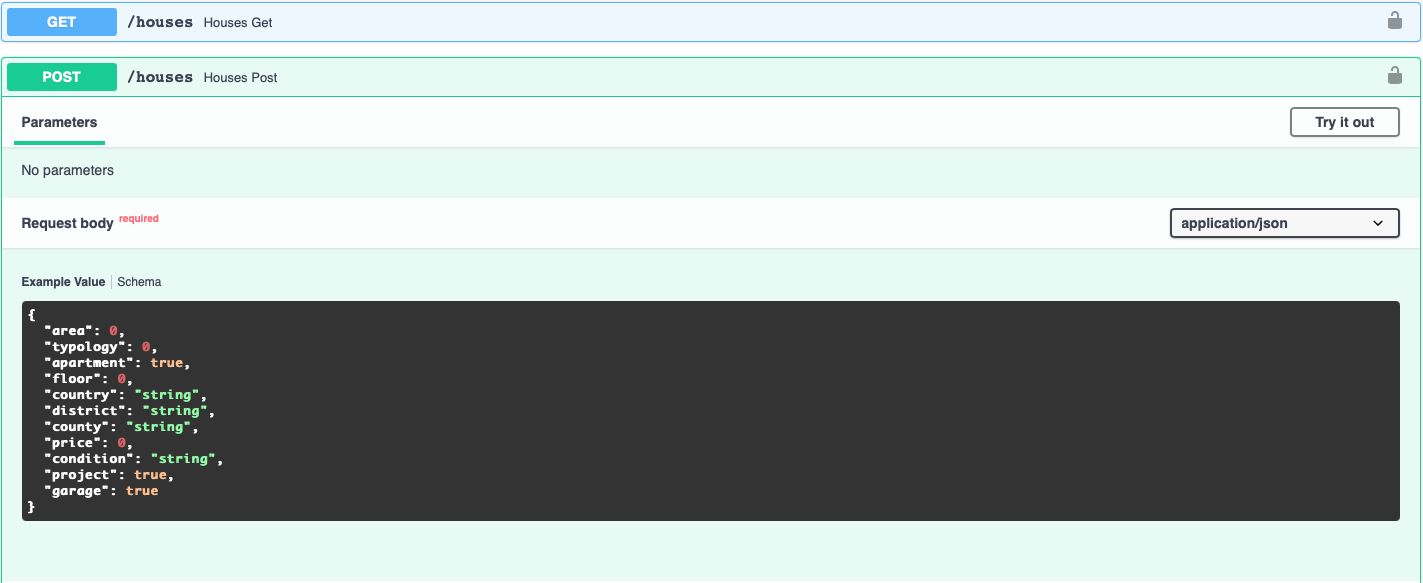 GET /houses Houses Get
POST /houses Houses Post
Parameters Try it out
No parameters
Request body required application/json
Example Value Schema
{
"area": 0,
"typology": 0,
"apartment": true,
"floor": 0,
"country": "string",
"district": "string",
"county": "string",
"price": 0,
"condition": "string",
"project": true,
"garage": true
}